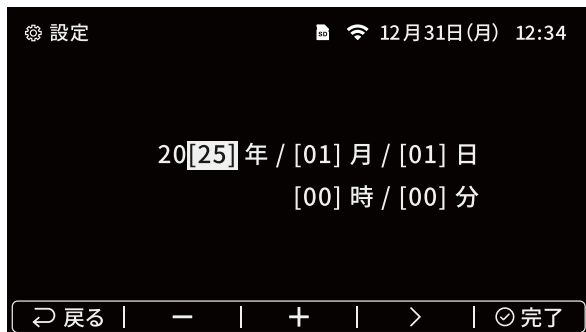 設定 SD 12月31日(月) 12:34
20[25] 年 / [01] 月 / [01] 日
[00] 時 / [00] 分
戻る | − | + | > | 完了